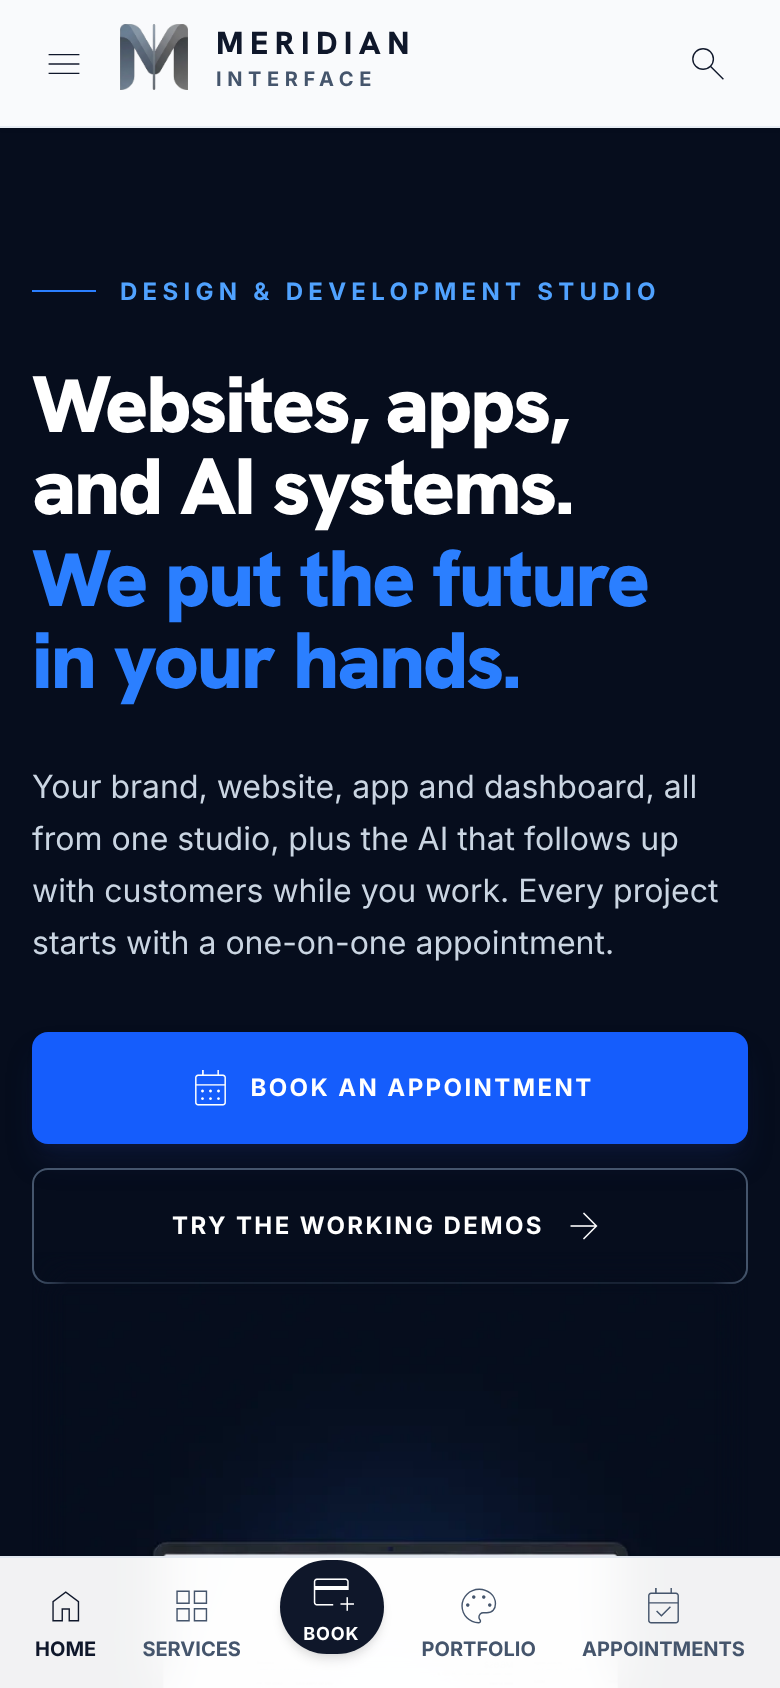 MERIDIAN
INTERFACE
DESIGN & DEVELOPMENT STUDIO
Websites, apps,
and AI systems.
We put the future
in your hands.
Your brand, website, app and dashboard, all
from one studio, plus the AI that follows up
with customers while you work. Every project
starts with a one-on-one appointment.
BOOK AN APPOINTMENT
TRY THE WORKING DEMOS
HOME
SERVICES
BOOK
PORTFOLIO
APPOINTMENTS